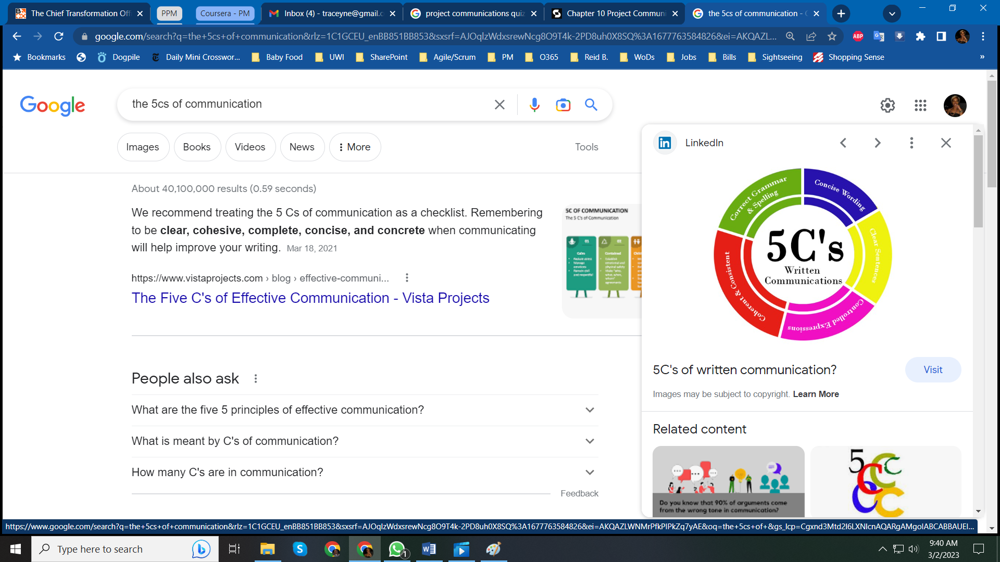 The Chief Transformation Off
PPM
Coursera - PM
Inbox (4) - traceyne@gmail.c
project communications quiz
Chapter 10 Project Communi
the 5cs of communication -
google.com/search?q=the+5cs+of+communication&rlz=1C1GCEU_enBB851BB853&sxsrf=AJOqlzWdxsrewNcg8O9T4k-2PD8uh0X8SQ%3A1677763584826&ei=AKQAZL...
ABP
Bookmarks
Dogpile
Daily Mini Crosswor...
Baby Food
UWI
SharePoint
Agile/Scrum
PM
O365
Reid B.
WoDs
Jobs
Bills
Sightseeing
Shopping Sense
»
Google
the 5cs of communication
Images
Books
Videos
News
More
Tools
About 40,100,000 results (0.59 seconds)
We recommend treating the 5 Cs of communication as a checklist. Remembering
to be clear, cohesive, complete, concise, and concrete when communicating
will help improve your writing. Mar 18, 2021
https://www.vistaprojects.com › blog › effective-communi...
The Five C's of Effective Communication - Vista Projects
5C OF COMMUNICATION
The 5 C's of Communication
01
02
Calm
Contained
People also ask
What are the five 5 principles of effective communication?
What is meant by C's of communication?
How many C's are in communication?
Feedback
in
LinkedIn
Correct Grammar
& Spelling
Concise Wording
Clear Sentences
Controlled Expressions
Coherent & Consistent
5C's
Written
Communications
5C's of written communication?
Visit
Images may be subject to copyright. Learn More
Related content
Do you know that 90% of arguments come
from the wrong tone in communication?
5 C C C C C
https://www.google.com/search?q=the+5cs+of+communication&rlz=1C1GCEU_enBB851BB853&sxsrf=AJOqlzWdxsrewNcg8O9T4k-2PD8uh0X8SQ%3A1677763584826&ei=AKQAZLWNMrPfkPIPkZq7yAE&oq=the+5cs+of+&gs_lcp=Cgxnd3Mtd2l6LXNlcnAQARgAMgolABCABBAUEI...
Type here to search
1
9:40 AM
3/2/2023